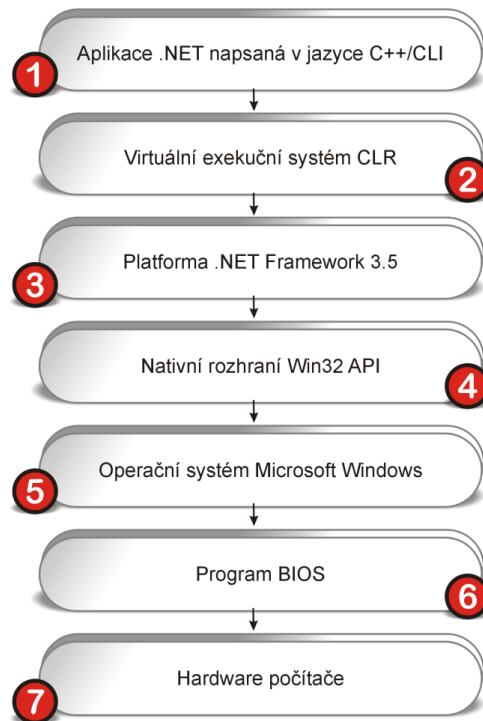 1 Aplikace .NET napsaná v jazyce C++/CLI
Virtuální exekuční systém CLR 2
3 Platforma .NET Framework 3.5
Nativní rozhraní Win32 API 4
5 Operační systém Microsoft Windows
Program BIOS 6
7 Hardware počítače